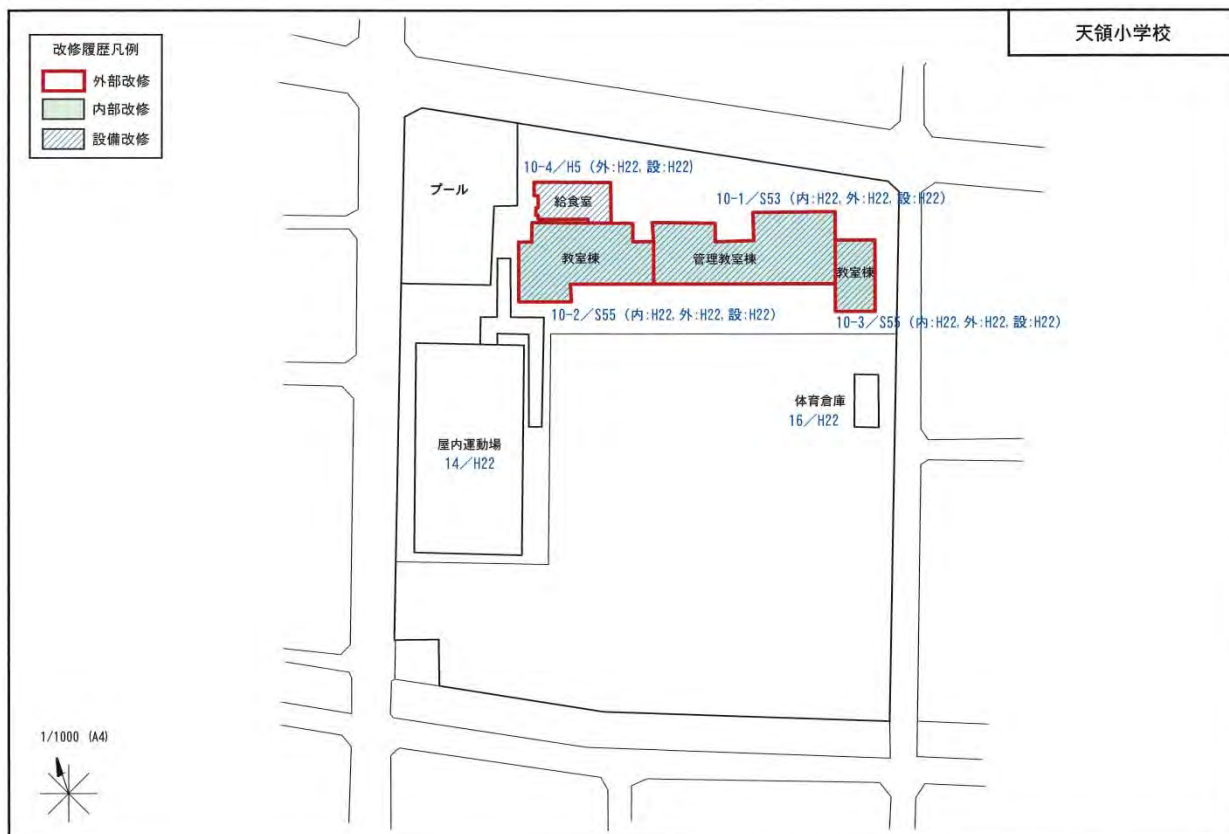 天領小学校
改修履歴凡例
外部改修
内部改修
設備改修
10-4/H5 (外:H22, 設:H22)
プール
給食室
10-1/S53 (内:H22, 外:H22, 設:H22)
教室棟
管理教室棟
教室棟
10-2/S55 (内:H22, 外:H22, 設:H22)
10-3/S55 (内:H22, 外:H22, 設:H22)
体育倉庫
16/H22
屋内運動場
14/H22
1/1000 (A4)